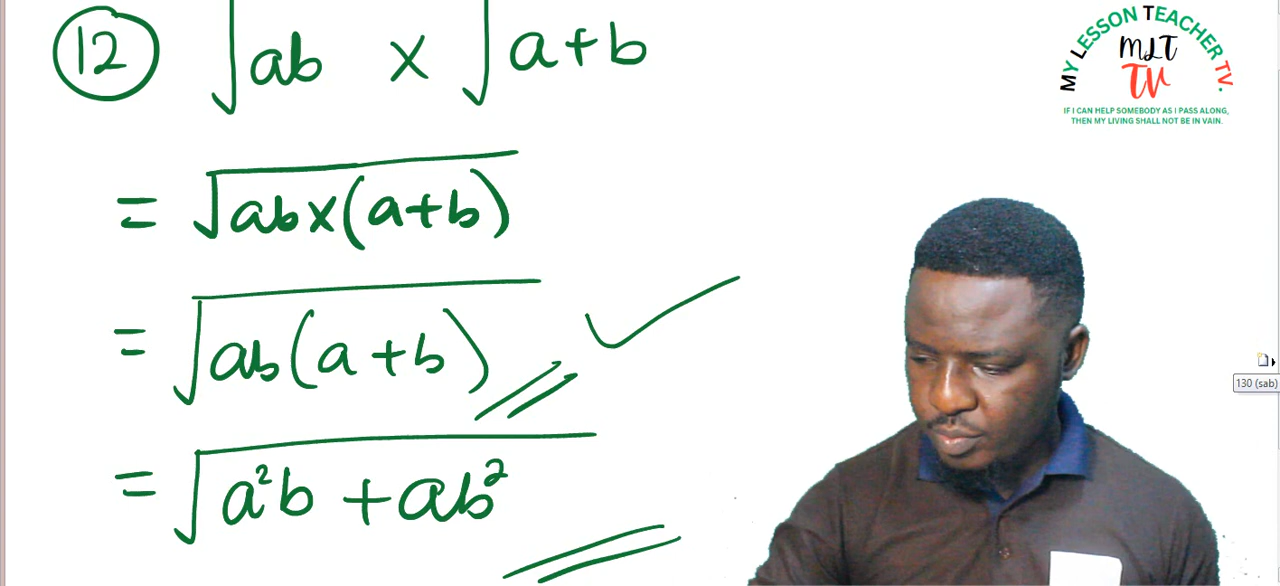 12 √ab x √a+b
= √abx(a+b)
= √ab(a+b)
= √a²b + ab²
MY LESSON TEACHER TV.
MLT
TV
IF I CAN HELP SOMEBODY AS I PASS ALONG,
THEN MY LIVING SHALL NOT BE IN VAIN.
130 (sab)